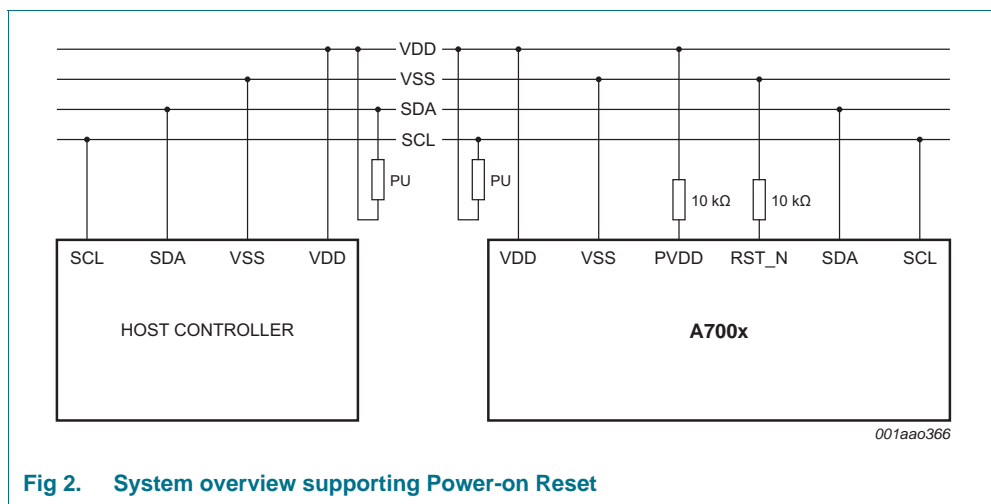 VDD
VSS
SDA
SCL
PU
PU
10 kΩ
10 kΩ
SCL SDA VSS VDD
VDD VSS PVDD RST_N SDA SCL
HOST CONTROLLER
A700x
001aao366
Fig 2. System overview supporting Power-on Reset